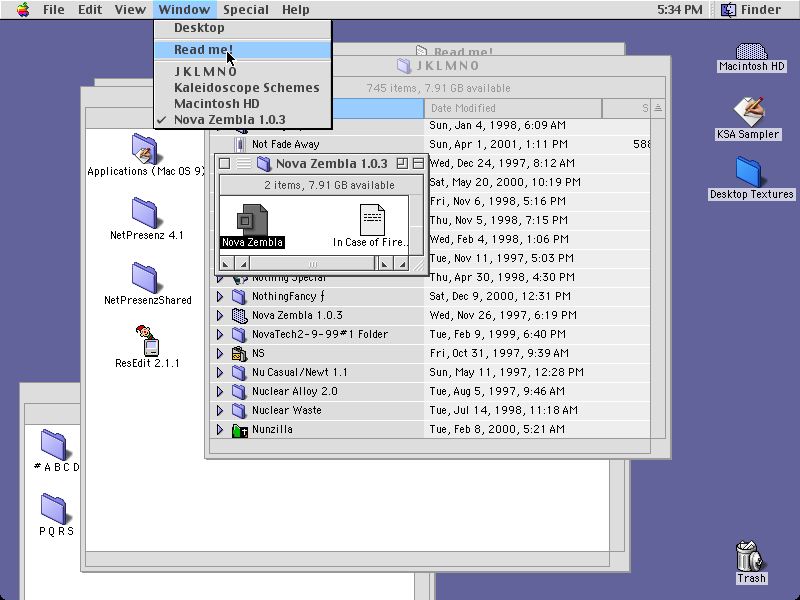 File Edit View Window Special Help 5:34 PM Finder
Desktop
Read me!
J K L M N O
Kaleidoscope Schemes
Macintosh HD
✓ Nova Zembla 1.0.3
Read me!
J K L M N O
745 items, 7.91 GB available
Date Modified S
Sun, Jan 4, 1998, 6:09 AM
Not Fade Away Sun, Apr 1, 2001, 1:11 PM 588
Wed, Dec 24, 1997, 8:12 AM
Sat, May 20, 2000, 10:19 PM
Fri, Nov 6, 1998, 5:16 PM
Thu, Nov 5, 1998, 7:15 PM
Wed, Feb 4, 1998, 1:06 PM
Tue, Nov 11, 1997, 5:03 PM
Nothing Special Thu, Apr 30, 1998, 4:30 PM
NothingFancy ƒ Sat, Dec 9, 2000, 12:31 PM
Nova Zembla 1.0.3 Wed, Nov 26, 1997, 6:19 PM
NovaTech2-9-99#1 Folder Tue, Feb 9, 1999, 6:40 PM
NS Fri, Oct 31, 1997, 9:39 AM
Nu Casual/Newt 1.1 Sun, May 11, 1997, 12:28 PM
Nuclear Alloy 2.0 Tue, Aug 5, 1997, 9:46 AM
Nuclear Waste Tue, Jul 14, 1998, 11:18 AM
Nunzilla Tue, Feb 8, 2000, 5:21 AM
Nova Zembla 1.0.3
2 items, 7.91 GB available
Nova Zembla In Case of Fire..
Applications (Mac OS 9)
NetPresenz 4.1
NetPresenzShared
ResEdit 2.1.1
# A B C D
P Q R S
Macintosh HD
KSA Sampler
Desktop Textures
Trash